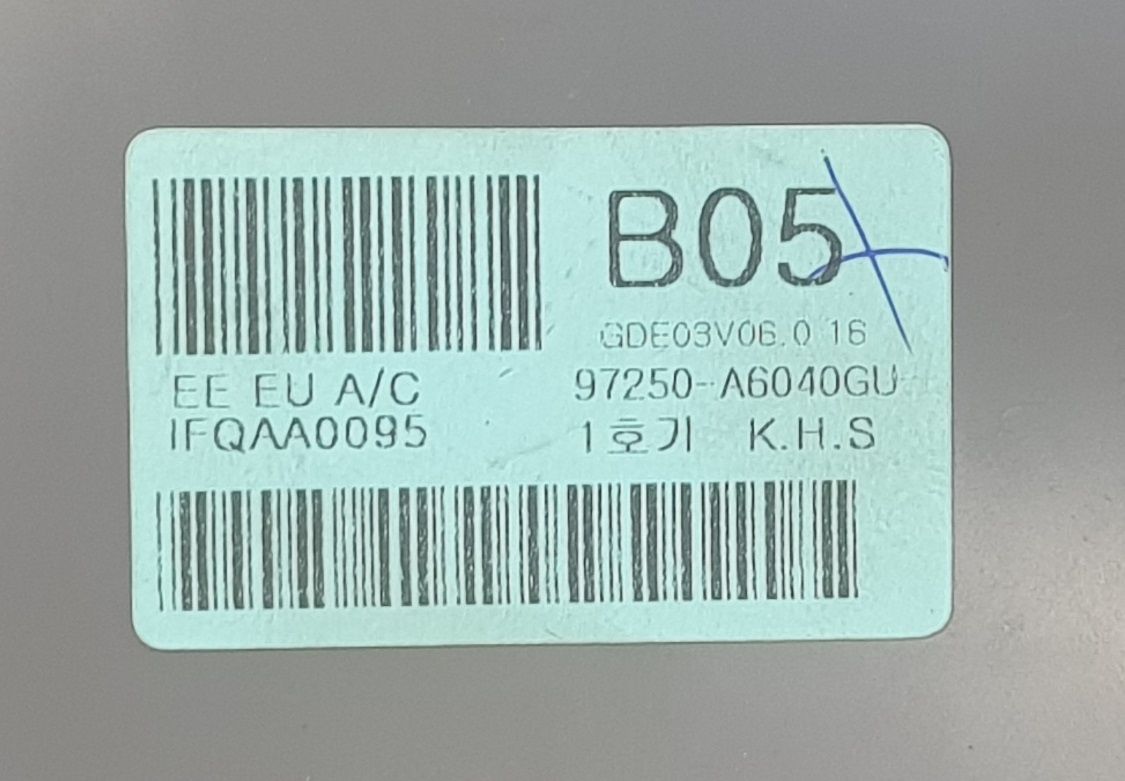 B05
GDE03V06.0 16
EE EU A/C
97250-A6040GU
IFQAA0095
1호기 K.H.S